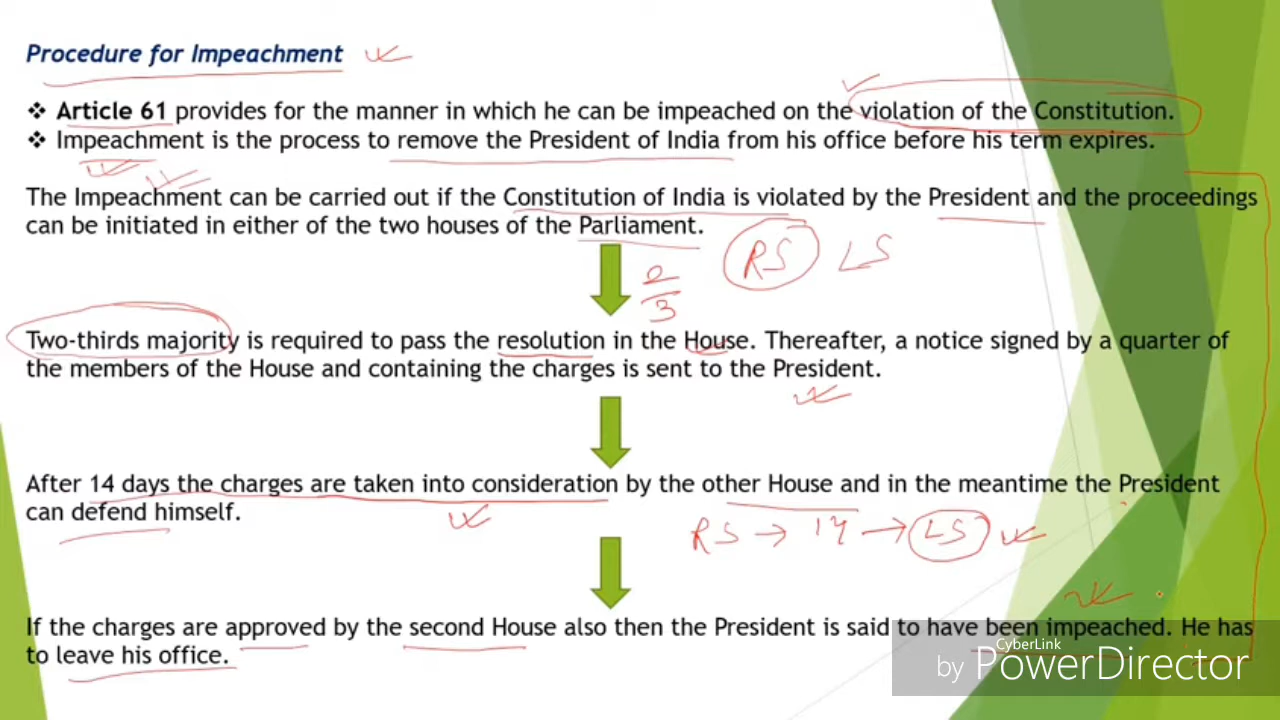 Procedure for Impeachment
❖ Article 61 provides for the manner in which he can be impeached on the violation of the Constitution.
❖ Impeachment is the process to remove the President of India from his office before his term expires.
The Impeachment can be carried out if the Constitution of India is violated by the President and the proceedings
can be initiated in either of the two houses of the Parliament.
RS LS
2/3
Two-thirds majority is required to pass the resolution in the House. Thereafter, a notice signed by a quarter of
the members of the House and containing the charges is sent to the President.
After 14 days the charges are taken into consideration by the other House and in the meantime the President
can defend himself.
RS → 14 → LS
If the charges are approved by the second House also then the President is said to have been impeached. He has
to leave his office.
CyberLink
by PowerDirector